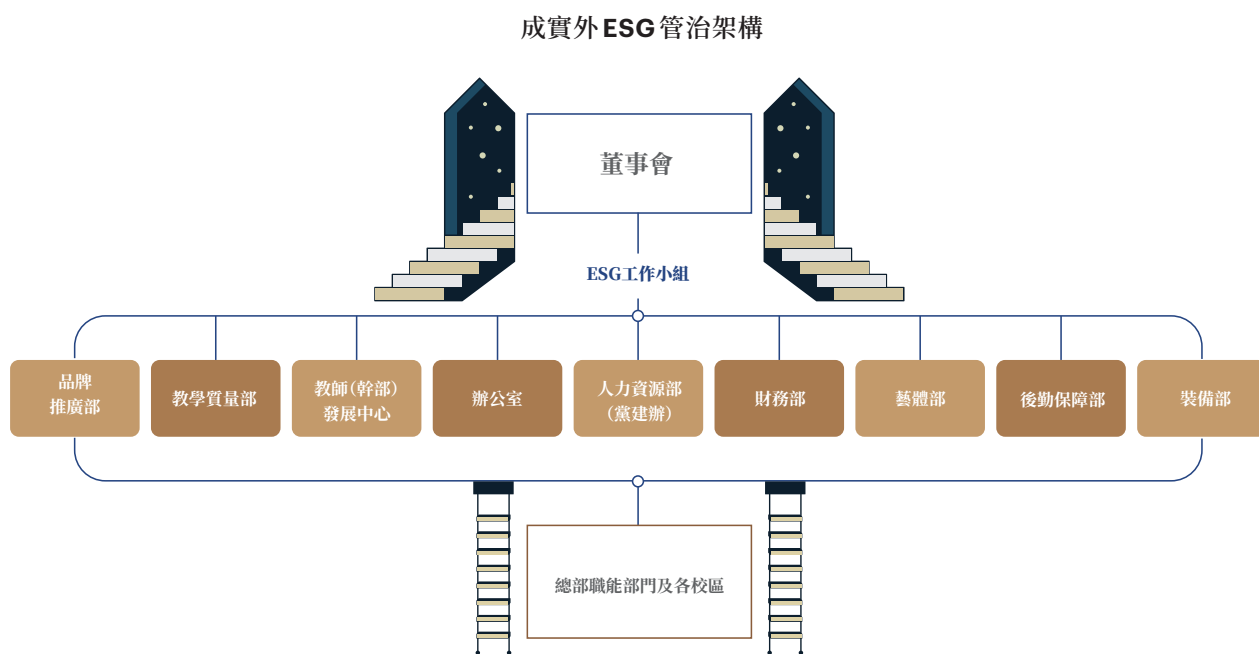 成實外ESG管治架構
董事會
ESG工作小組
品牌
推廣部
教學質量部
教師(幹部)
發展中心
辦公室
人力資源部
(黨建辦)
財務部
藝體部
後勤保障部
裝備部
總部職能部門及各校區